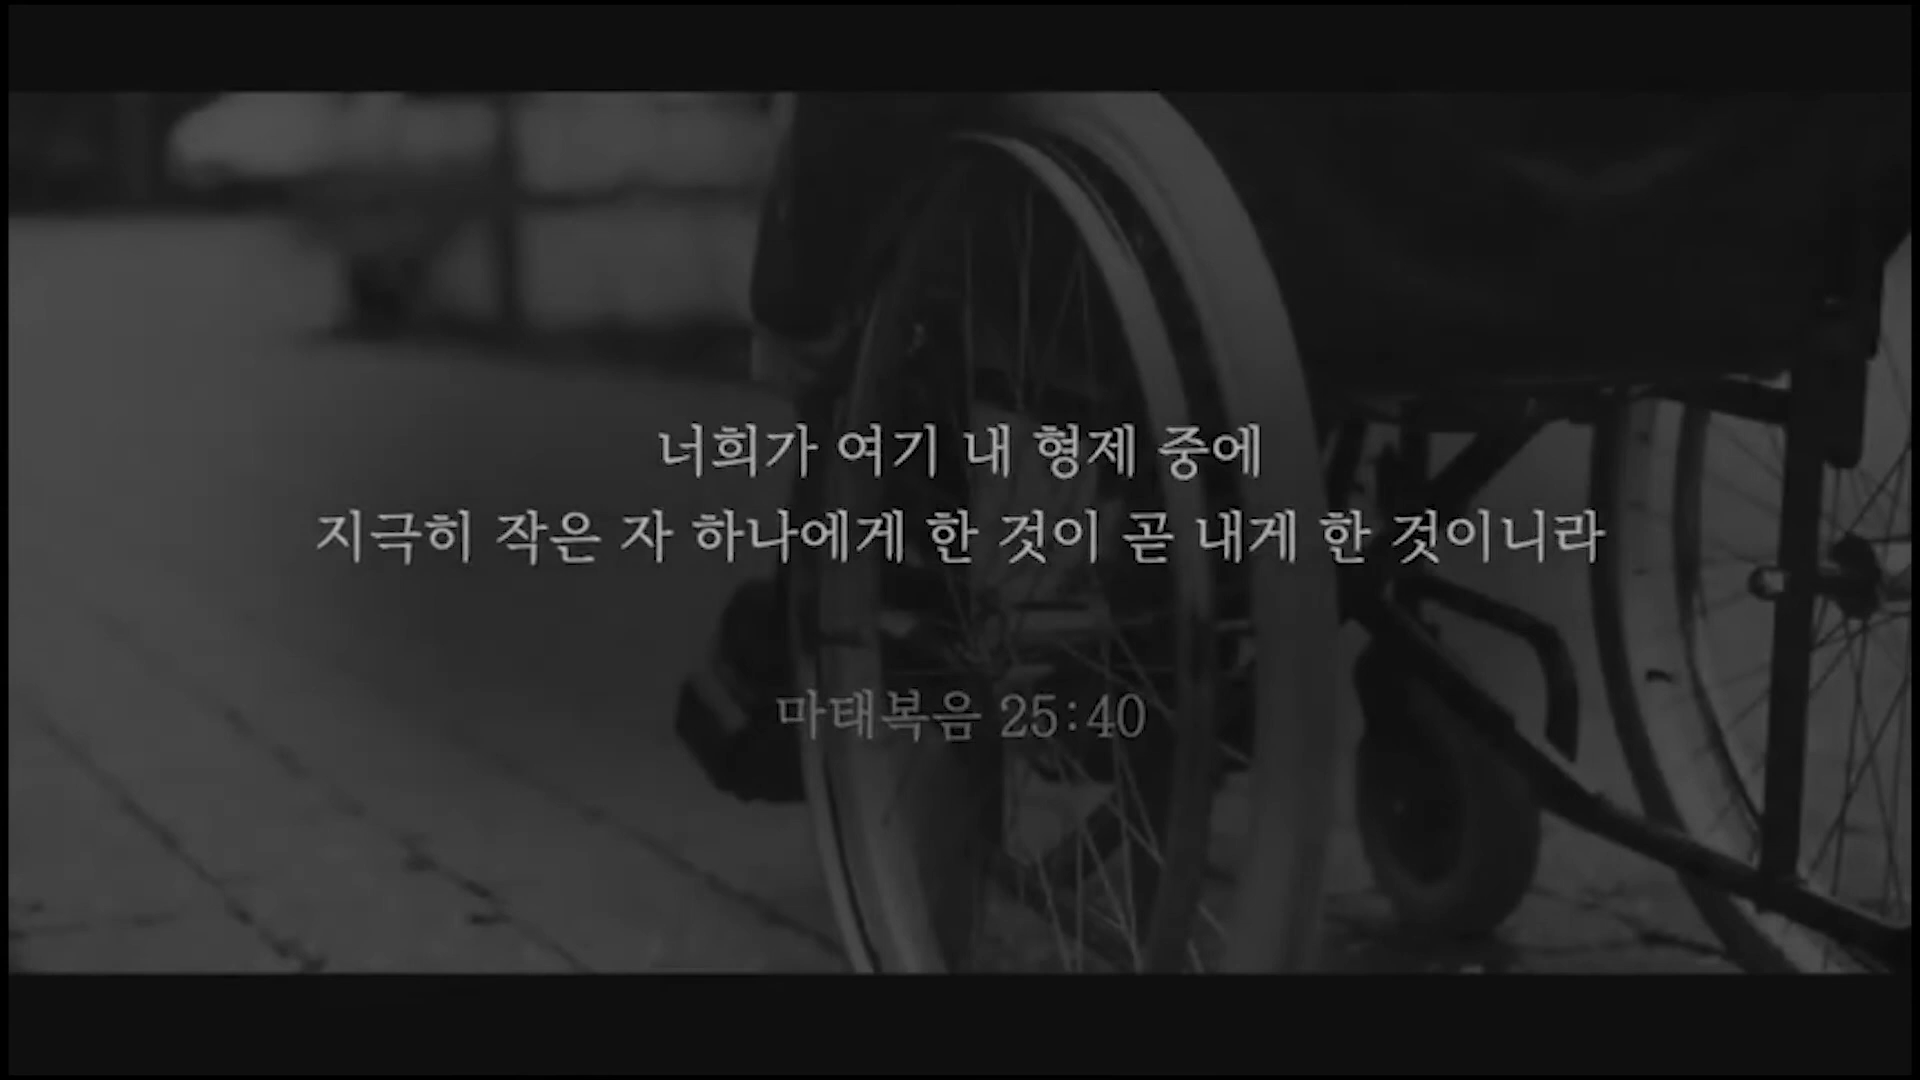 너희가 여기 내 형제 중에
지극히 작은 자 하나에게 한 것이 곧 내게 한 것이니라
마태복음 25:40